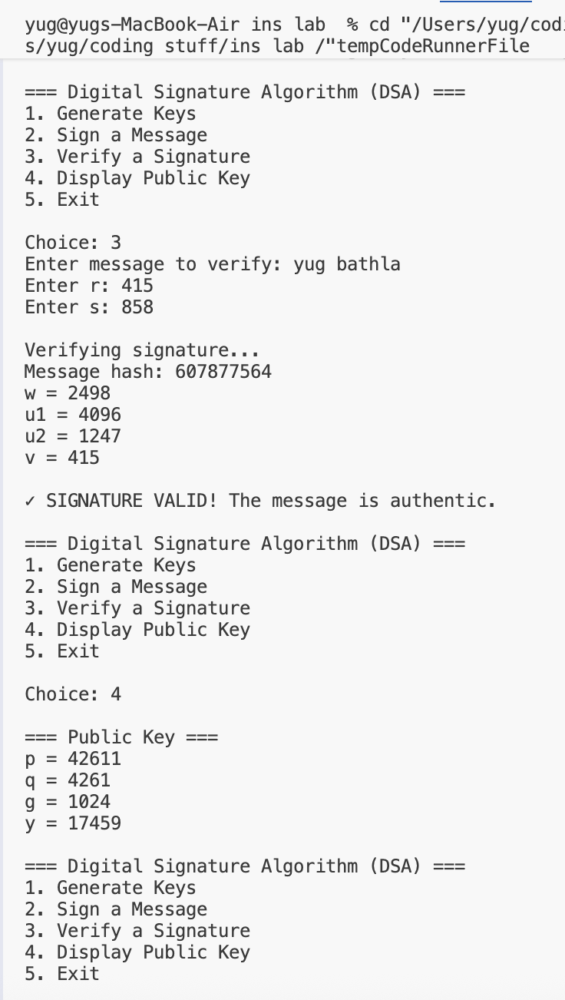 yug@yugs-MacBook-Air ins lab  % cd "/Users/yug/codi
s/yug/coding stuff/ins lab /"tempCodeRunnerFile
=== Digital Signature Algorithm (DSA) ===
1. Generate Keys
2. Sign a Message
3. Verify a Signature
4. Display Public Key
5. Exit
Choice: 3
Enter message to verify: yug bathla
Enter r: 415
Enter s: 858
Verifying signature...
Message hash: 607877564
w = 2498
u1 = 4096
u2 = 1247
v = 415
✓ SIGNATURE VALID! The message is authentic.
=== Digital Signature Algorithm (DSA) ===
1. Generate Keys
2. Sign a Message
3. Verify a Signature
4. Display Public Key
5. Exit
Choice: 4
=== Public Key ===
p = 42611
q = 4261
g = 1024
y = 17459
=== Digital Signature Algorithm (DSA) ===
1. Generate Keys
2. Sign a Message
3. Verify a Signature
4. Display Public Key
5. Exit